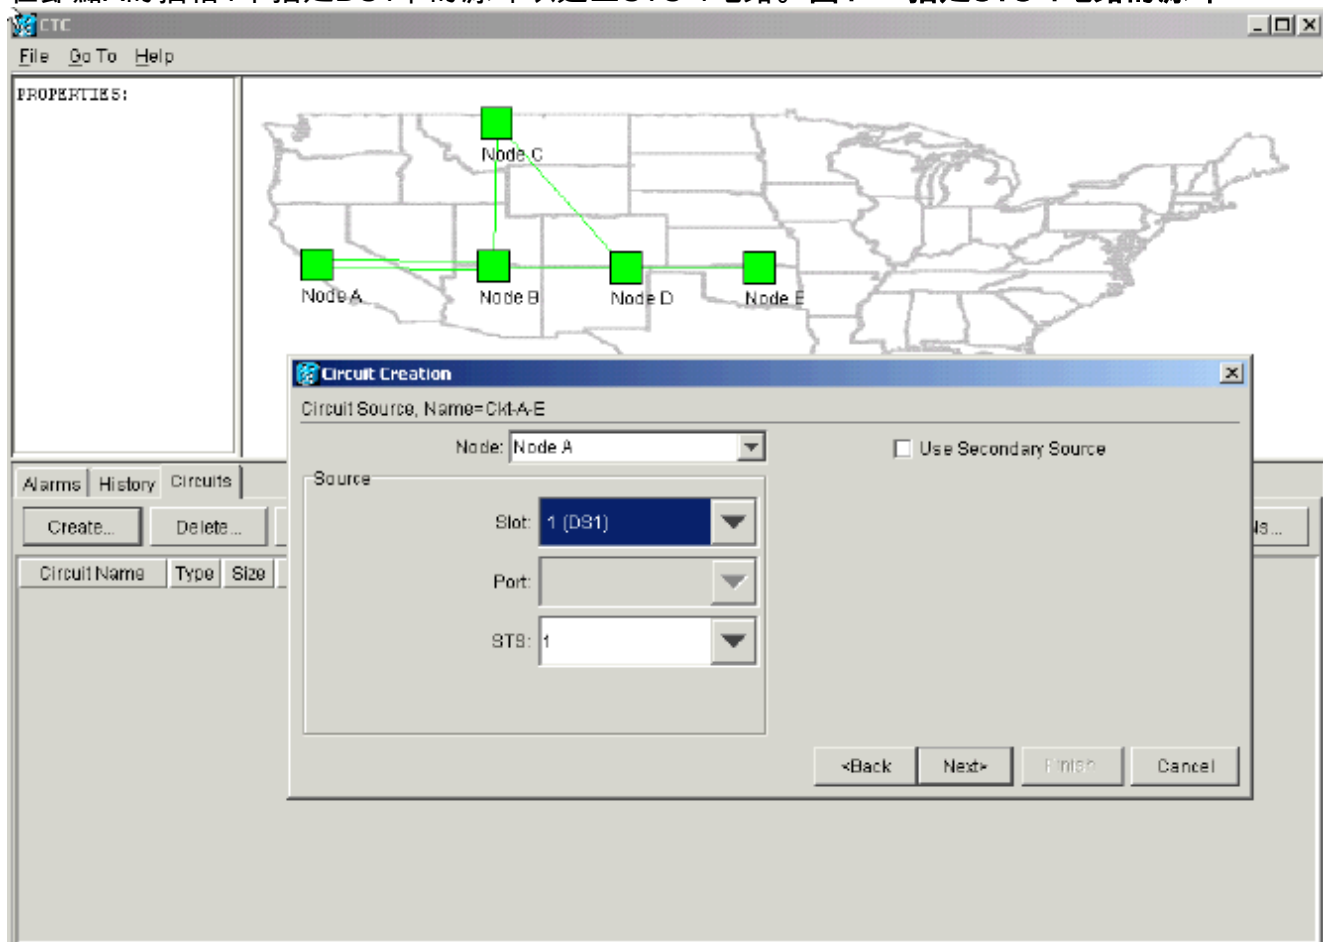 CTC
File Go To Help
PROPERTIES:
Node C
Node A
Node B
Node D
Node E
Circuit Creation
Circuit Source, Name=Ckt-A-E
Node: Node A
Use Secondary Source
Source
Slot: 1 (DS1)
Port:
STS: 1
<Back Next> Finish Cancel
Alarms History Circuits
Create... Delete...
Circuit Name Type Size